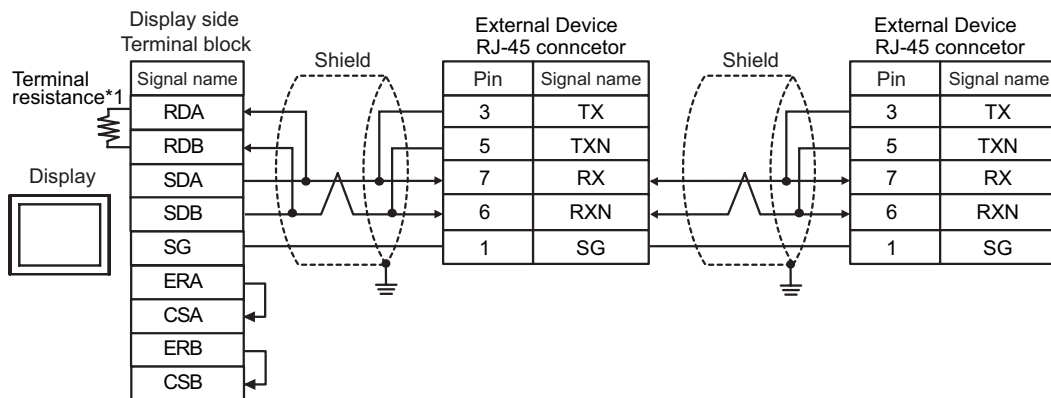 Display side
Terminal block
Signal name
RDA
RDB
SDA
SDB
SG
ERA
CSA
ERB
CSB
Terminal
resistance*1
Display
Shield
External Device
RJ-45 conncetor
Pin Signal name
3 TX
5 TXN
7 RX
6 RXN
1 SG
Shield
External Device
RJ-45 conncetor
Pin Signal name
3 TX
5 TXN
7 RX
6 RXN
1 SG